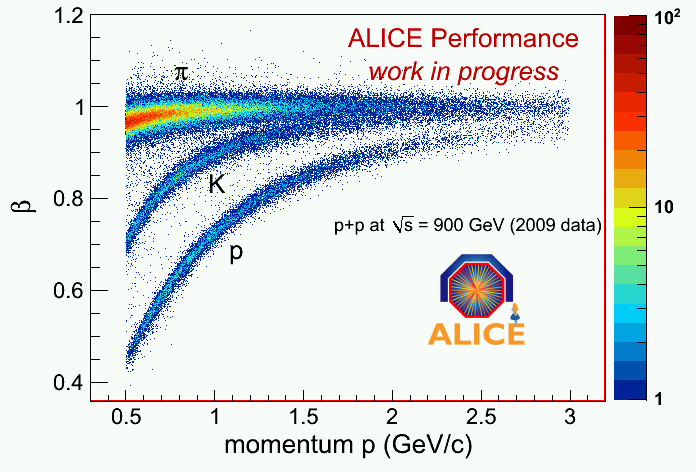 ALICE Performance
work in progress
π
K
p
p+p at √s = 900 GeV (2009 data)
ALICE
β
1.2
1
0.8
0.6
0.4
0.5 1 1.5 2 2.5 3
momentum p (GeV/c)
10²
10
1